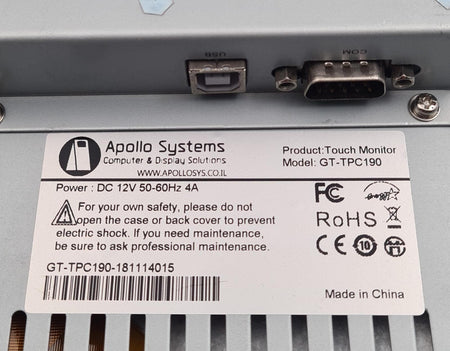 USB
COM
Apollo Systems
Computer & Display Solutions
WWW.APOLLOSYS.CO.IL
Product:Touch Monitor
Model: GT-TPC190
Power : DC 12V 50-60Hz 4A
For your own safety, please do not
open the case or back cover to prevent
electric shock. If you need maintenance,
be sure to ask professional maintenance.
FC
energy
RoHS
CE
10
GT-TPC190-181114015
Made in China